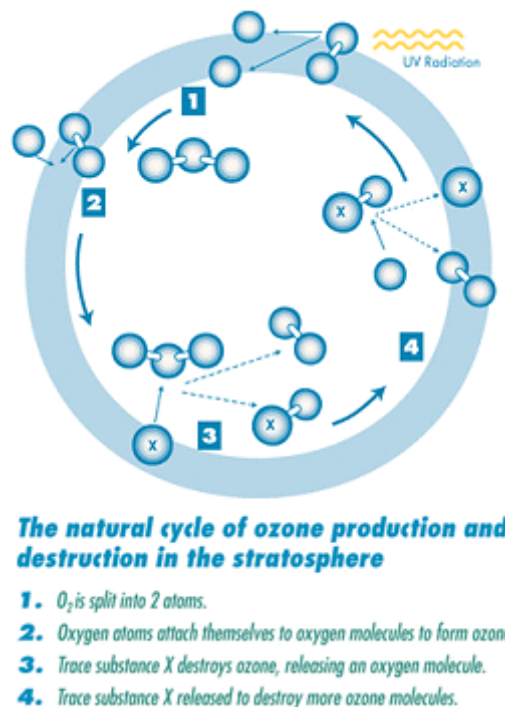 UV Radiation
1
X
2
X
4
X
3
X
The natural cycle of ozone production and
destruction in the stratosphere
1. O₂ is split into 2 atoms.
2. Oxygen atoms attach themselves to oxygen molecules to form ozon
3. Trace substance X destroys ozone, releasing an oxygen molecule.
4. Trace substance X released to destroy more ozone molecules.